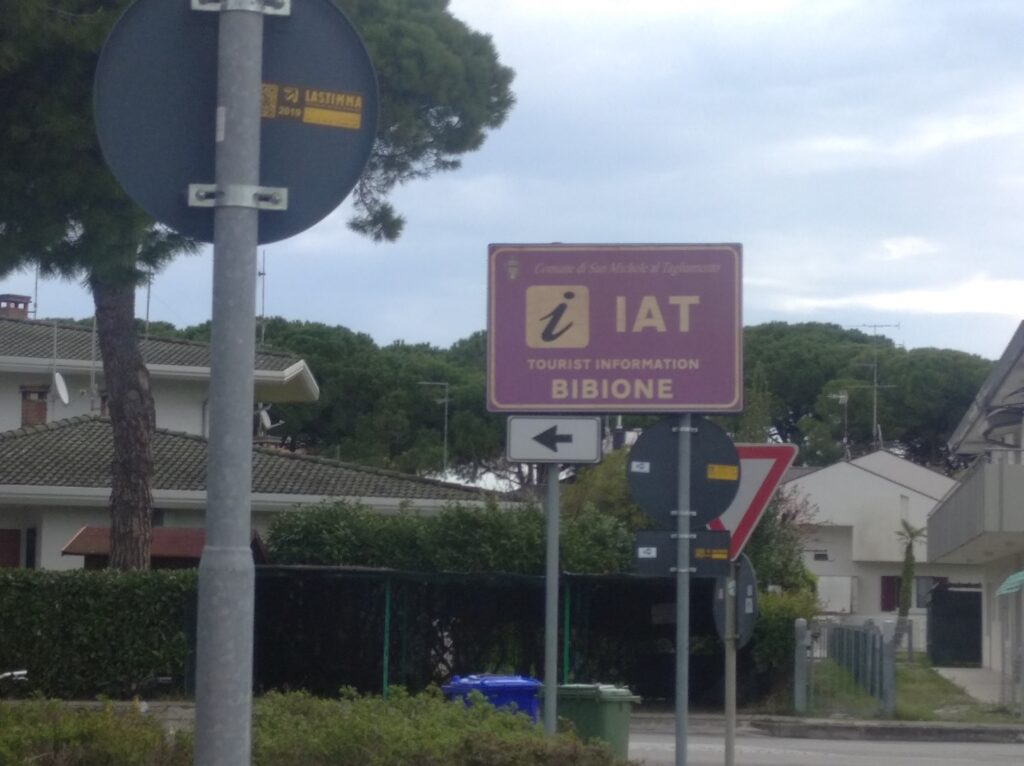 LASTIMMA
2019
Comune di San Michele al Tagliamento
i IAT
TOURIST INFORMATION
BIBIONE